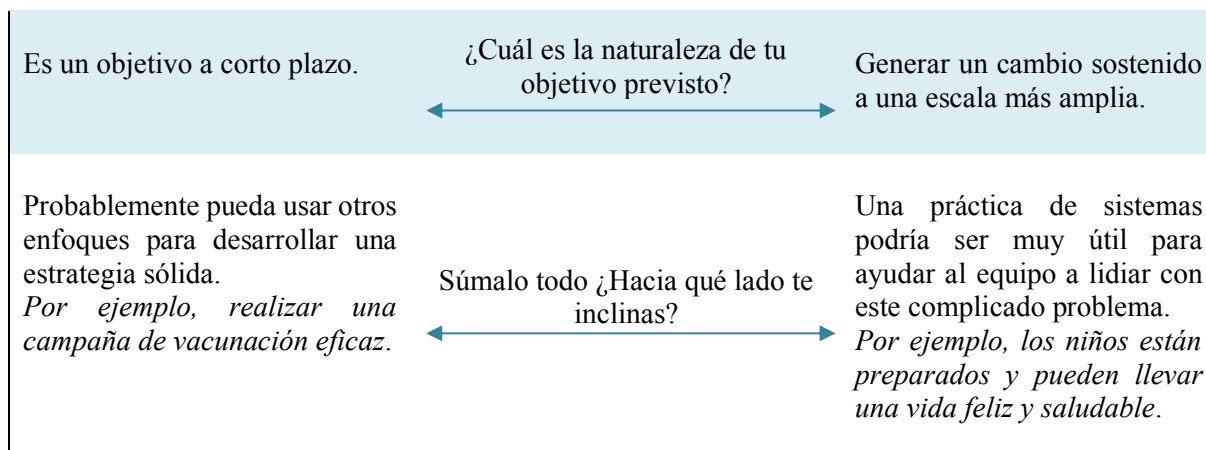 Es un objetivo a corto plazo.
¿Cuál es la naturaleza de tu
objetivo previsto?
Generar un cambio sostenido
a una escala más amplia.
Probablemente pueda usar otros
enfoques para desarrollar una
estrategia sólida.
Por ejemplo, realizar una
campaña de vacunación eficaz.
Súmalo todo ¿Hacia qué lado te
inclinas?
Una práctica de sistemas
podría ser muy útil para
ayudar al equipo a lidiar con
este complicado problema.
Por ejemplo, los niños están
preparados y pueden llevar
una vida feliz y saludable.